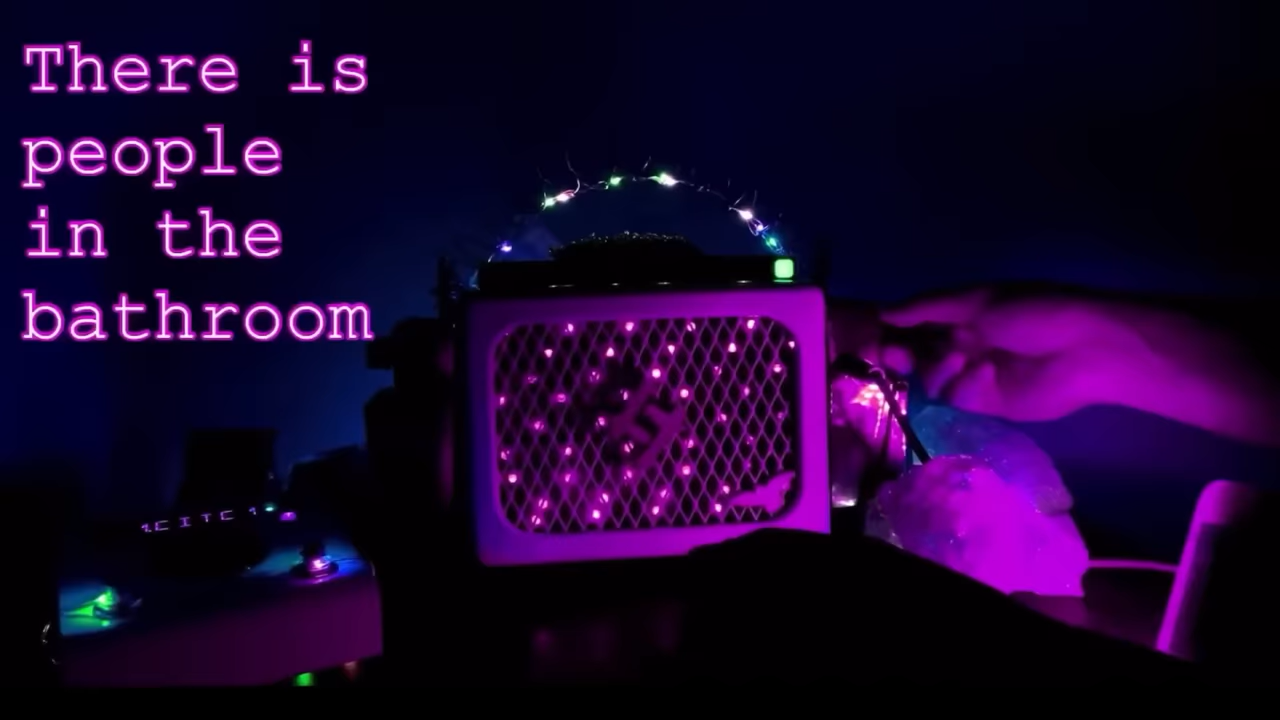 There is
people
in the
bathroom